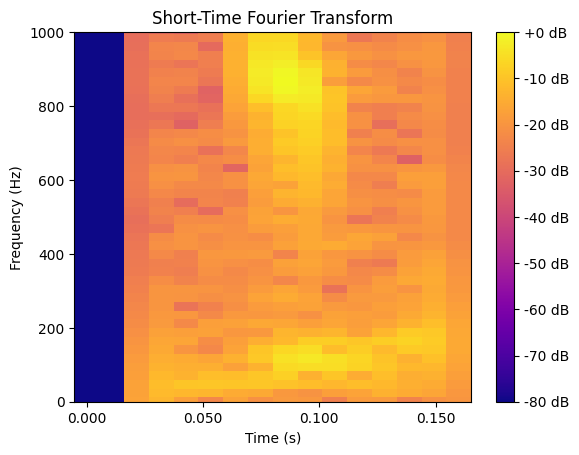 Short-Time Fourier Transform
1000
800
600
400
200
0
Frequency (Hz)
0.000
0.050
0.100
0.150
Time (s)
+0 dB
-10 dB
-20 dB
-30 dB
-40 dB
-50 dB
-60 dB
-70 dB
-80 dB